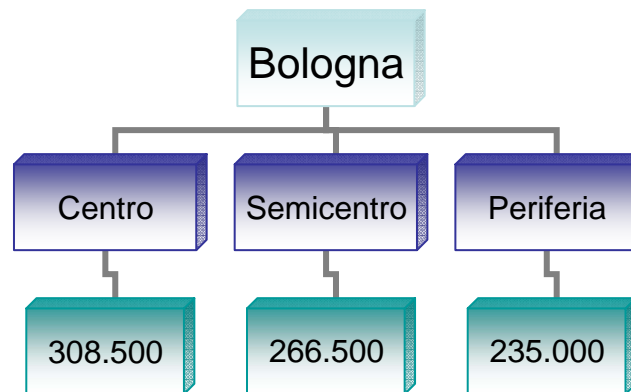 Bologna
Centro
Semicentro
Periferia
308.500
266.500
235.000